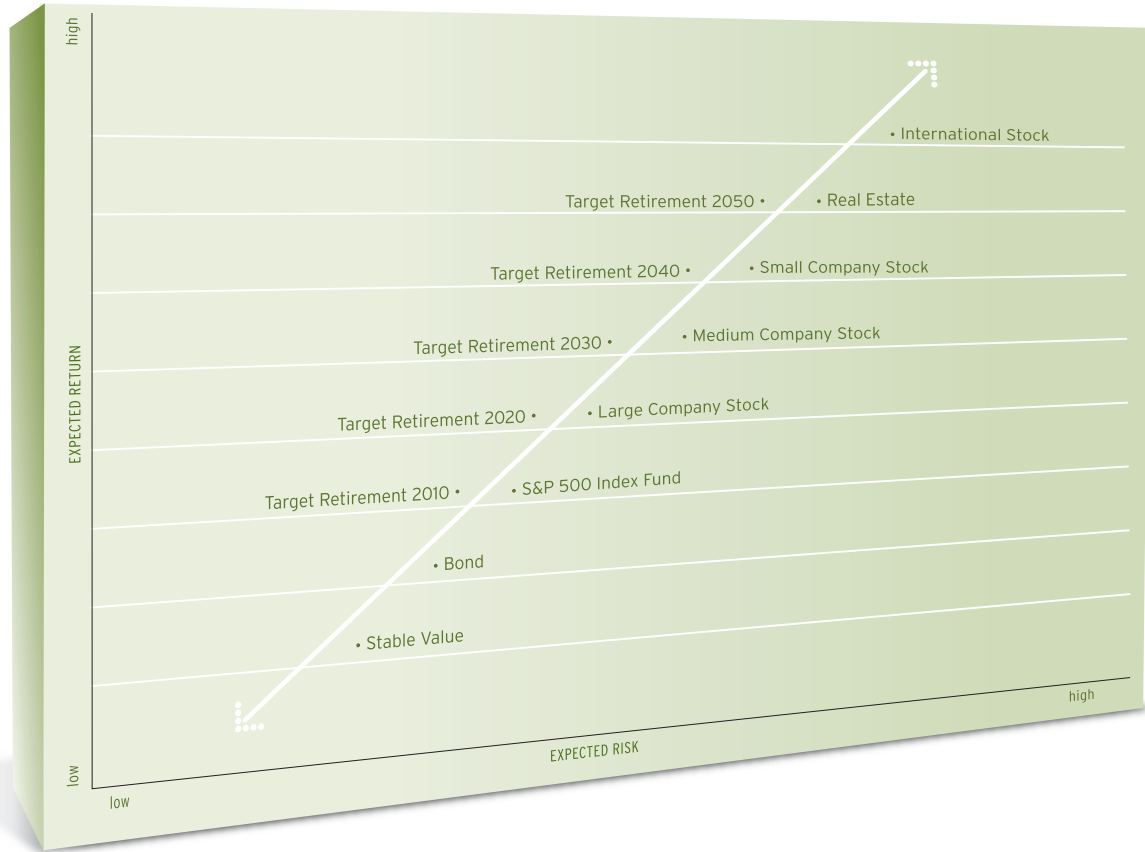 high
• International Stock
Target Retirement 2050 •
• Real Estate
Target Retirement 2040 •
• Small Company Stock
Target Retirement 2030 •
• Medium Company Stock
EXPECTED RETURN
Target Retirement 2020 •
• Large Company Stock
Target Retirement 2010 •
• S&P 500 Index Fund
• Bond
• Stable Value
low
low
EXPECTED RISK
high